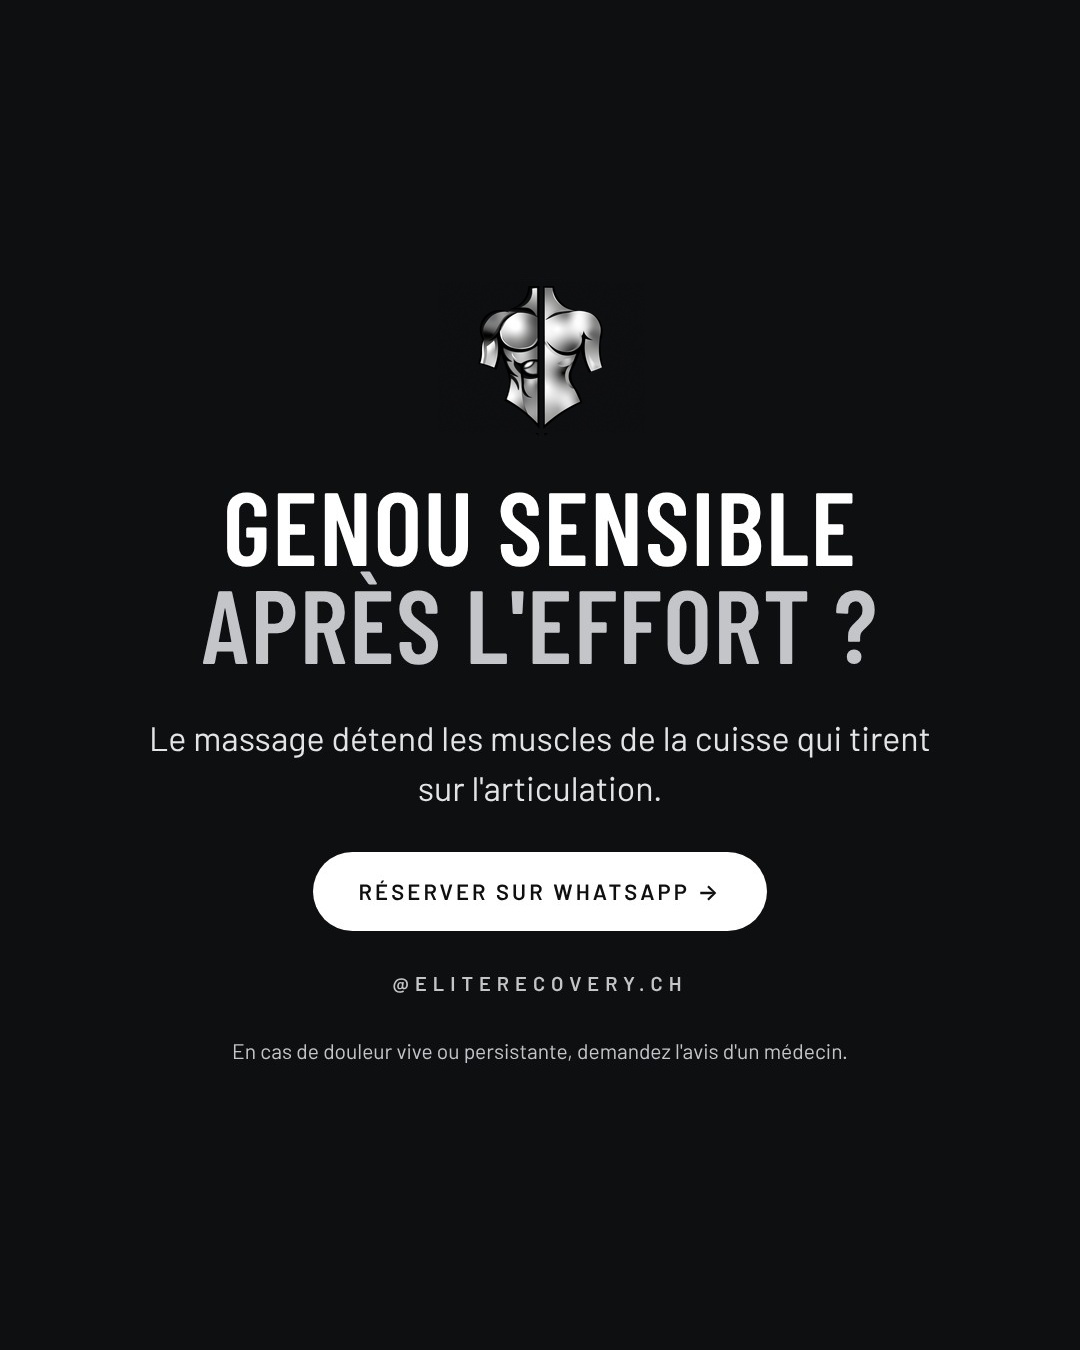 GENOU SENSIBLE
APRÈS L'EFFORT ?
Le massage détend les muscles de la cuisse qui tirent
sur l'articulation.
RÉSERVER SUR WHATSAPP →
@ELITERECOVERY.CH
En cas de douleur vive ou persistante, demandez l'avis d'un médecin.